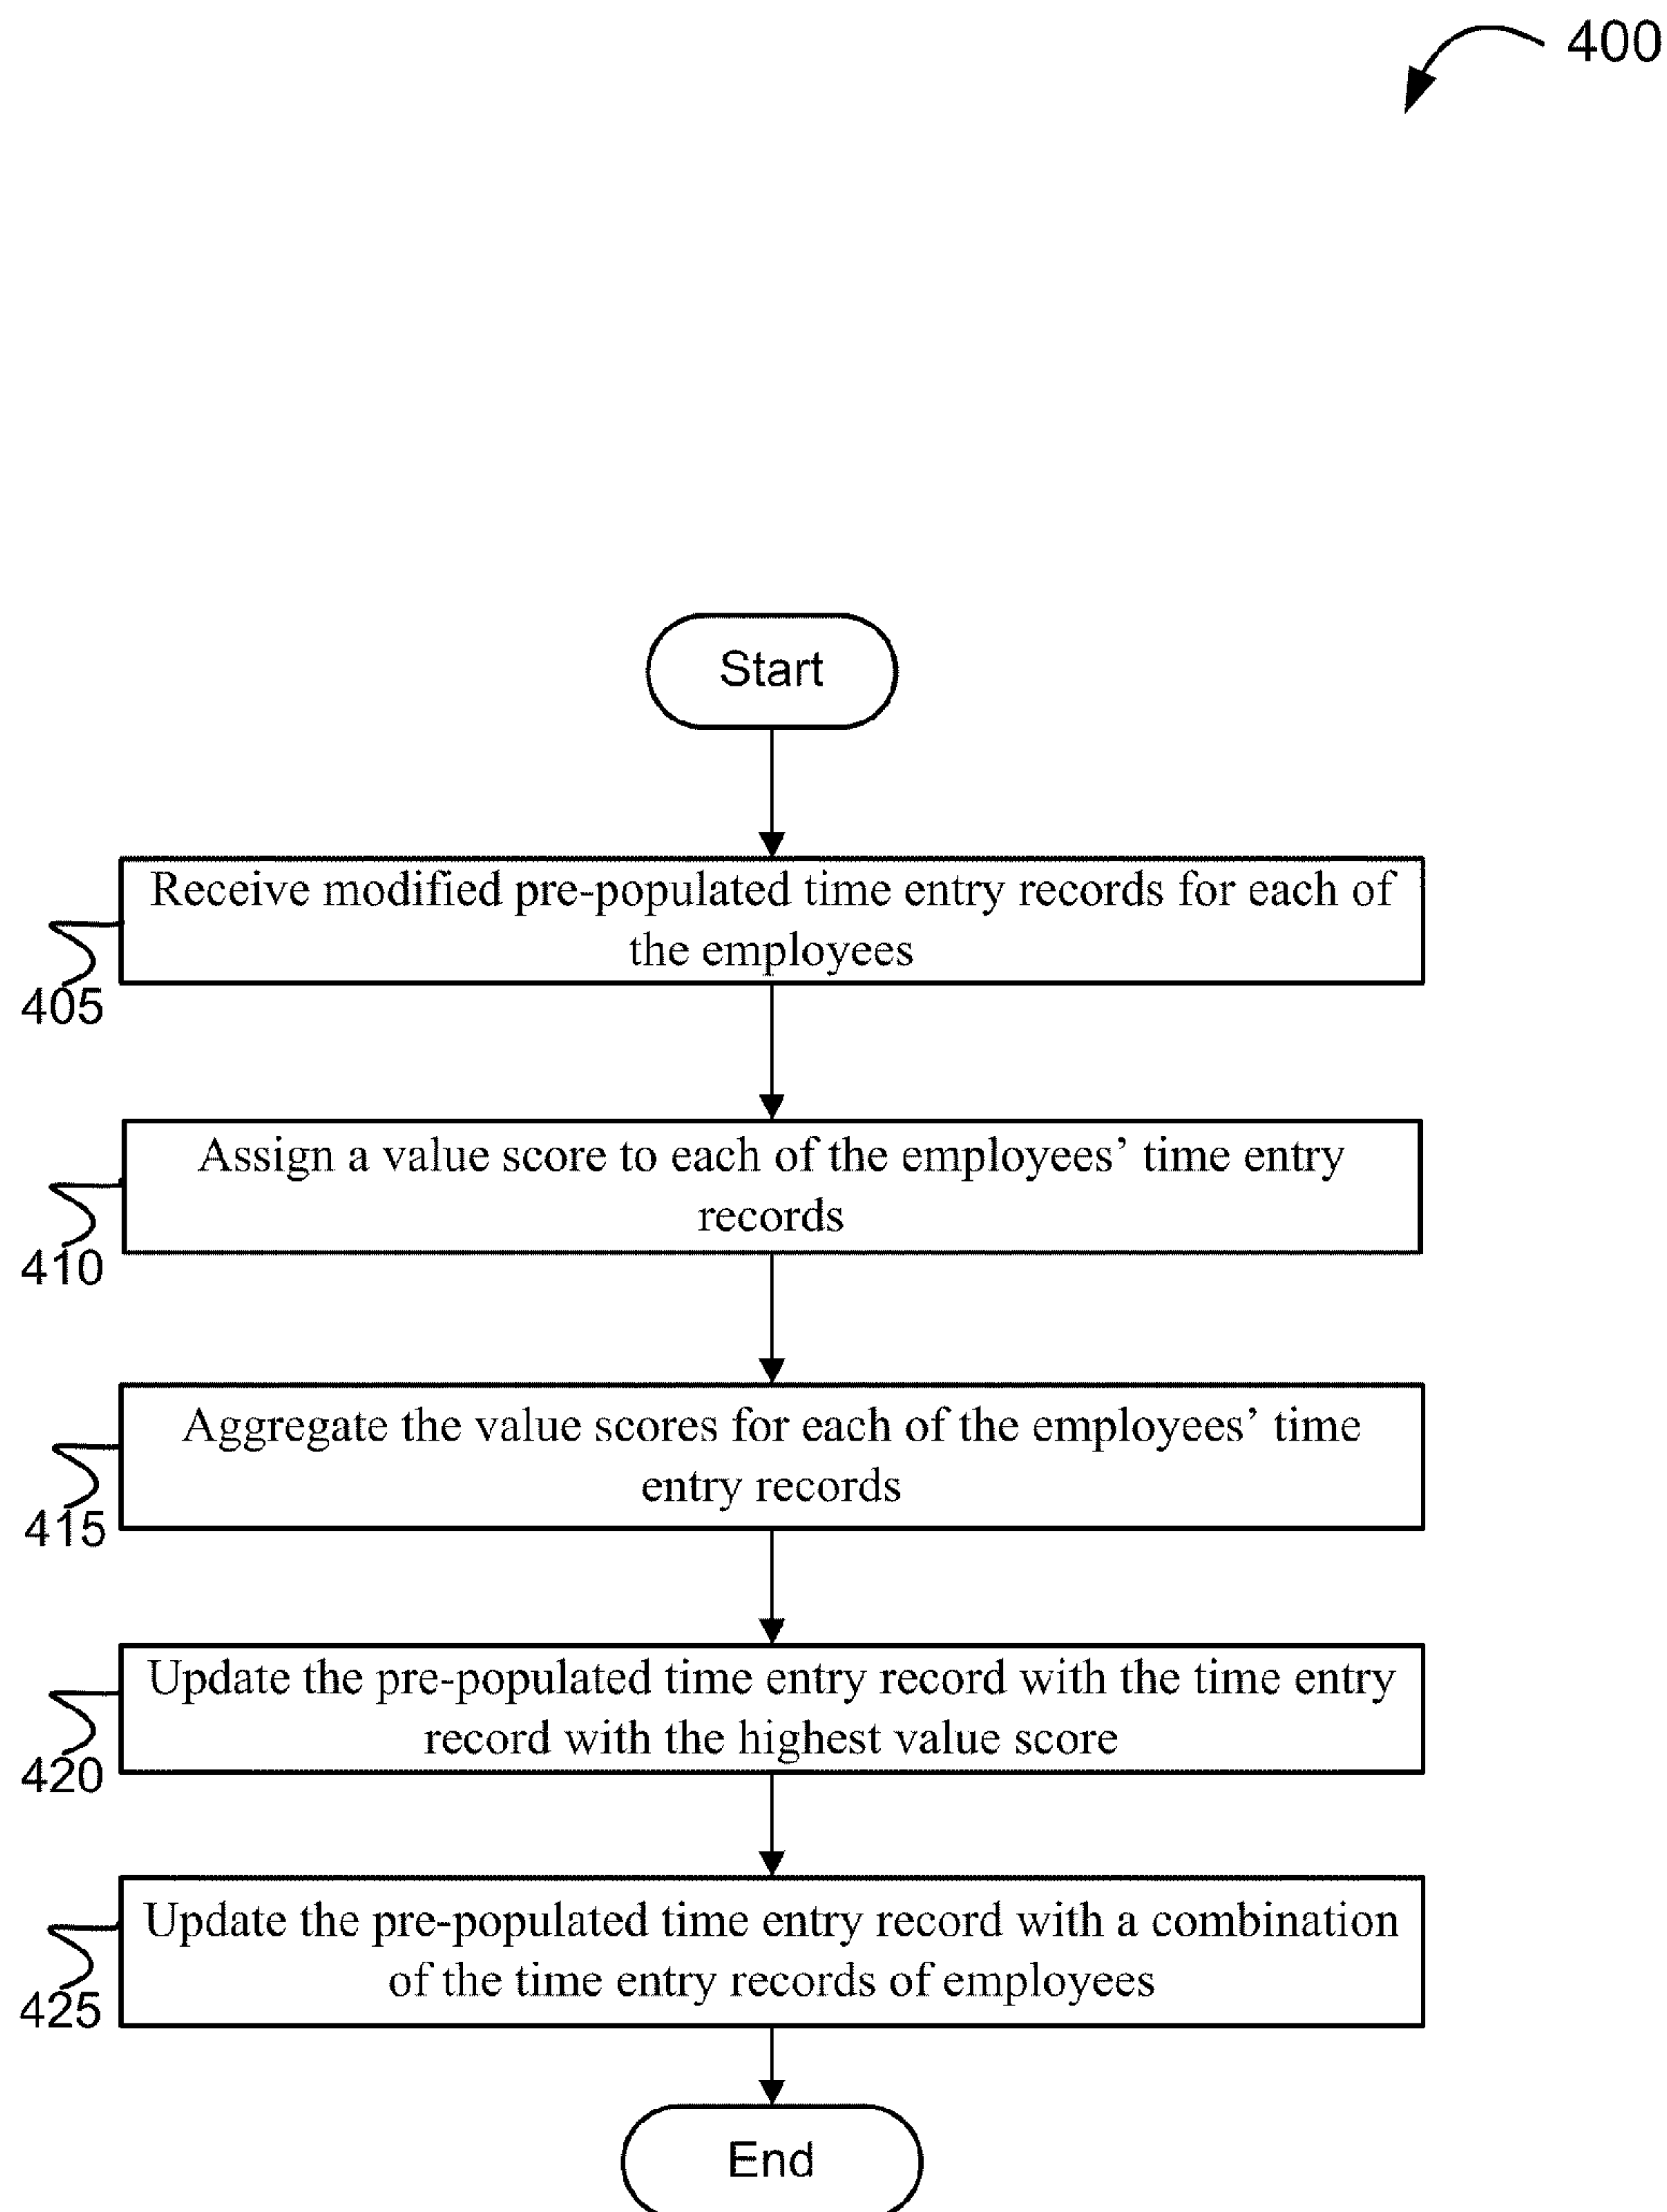 400
Start
Receive modified pre-populated time entry records for each of
the employees
405
Assign a value score to each of the employees’ time entry
records
410
Aggregate the value scores for each of the employees’ time
entry records
415
Update the pre-populated time entry record with the time entry
record with the highest value score
420
Update the pre-populated time entry record with a combination
of the time entry records of employees
425
End